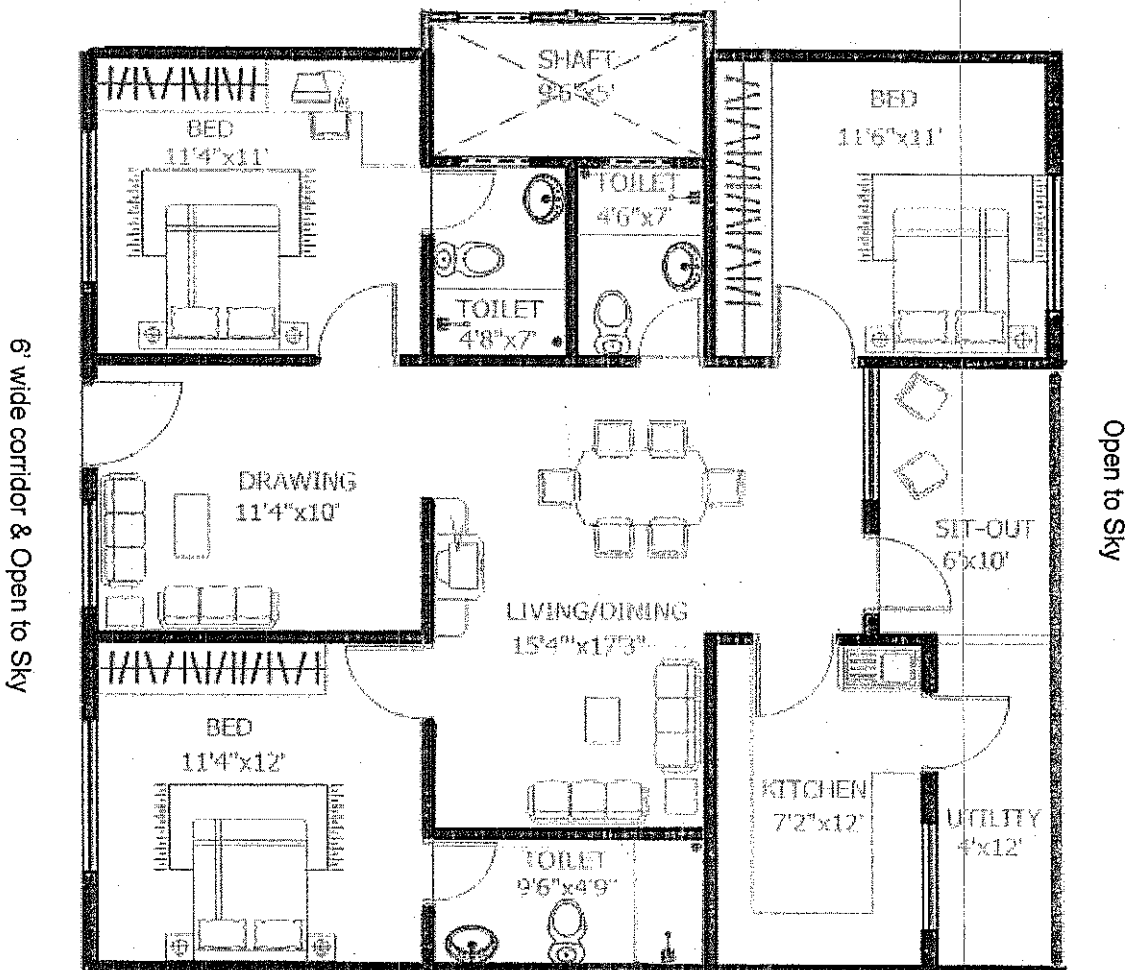 SHAFT
9'6"x5'
BED
11'4"x11'
BED
11'6"x11'
TOILET
4'6"x7'
TOILET
4'8"x7'
6' wide corridor & Open to Sky
Open to Sky
DRAWING
11'4"x10'
SIT-OUT
6'x10'
LIVING/DINING
15'4"x17'3"
BED
11'4"x12'
KITCHEN
7'2"x12'
UTILITY
4'x12'
TOILET
9'6"x4'9"